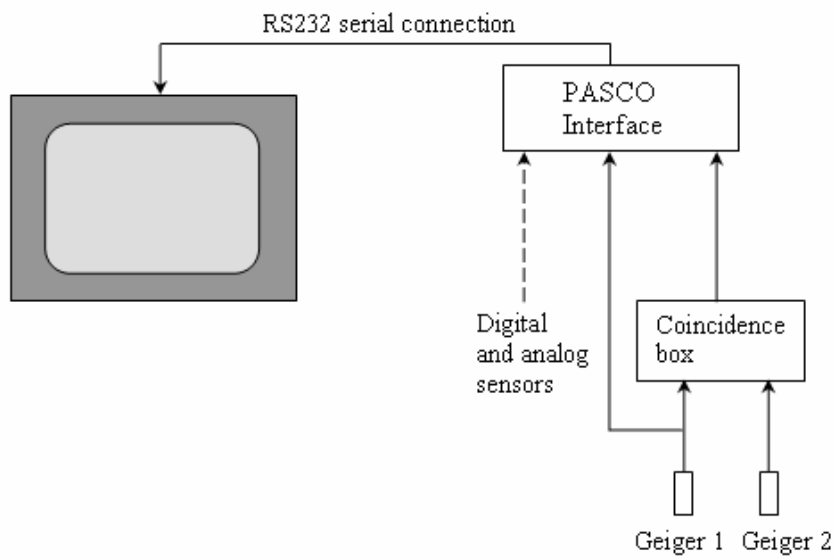 RS232 serial connection
PASCO
Interface
Digital
and analog
sensors
Coincidence
box
Geiger 1
Geiger 2